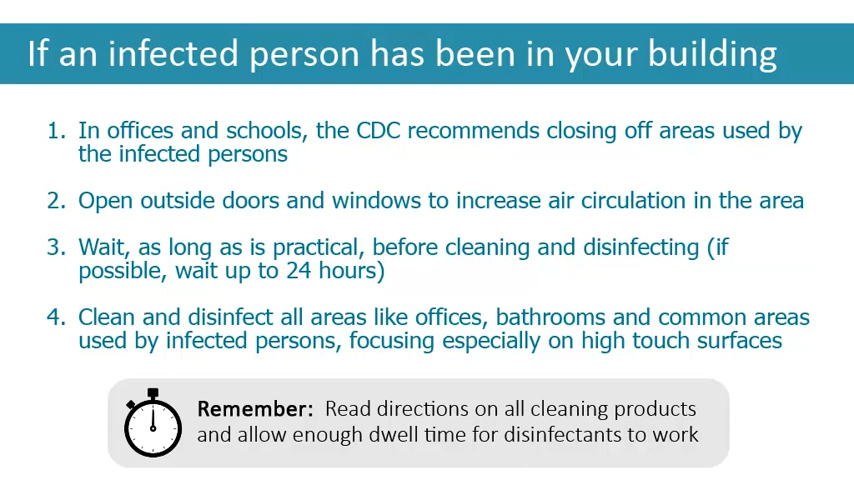 If an infected person has been in your building
1. In offices and schools, the CDC recommends closing off areas used by
the infected persons
2. Open outside doors and windows to increase air circulation in the area
3. Wait, as long as is practical, before cleaning and disinfecting (if
possible, wait up to 24 hours)
4. Clean and disinfect all areas like offices, bathrooms and common areas
used by infected persons, focusing especially on high touch surfaces
Remember: Read directions on all cleaning products
and allow enough dwell time for disinfectants to work